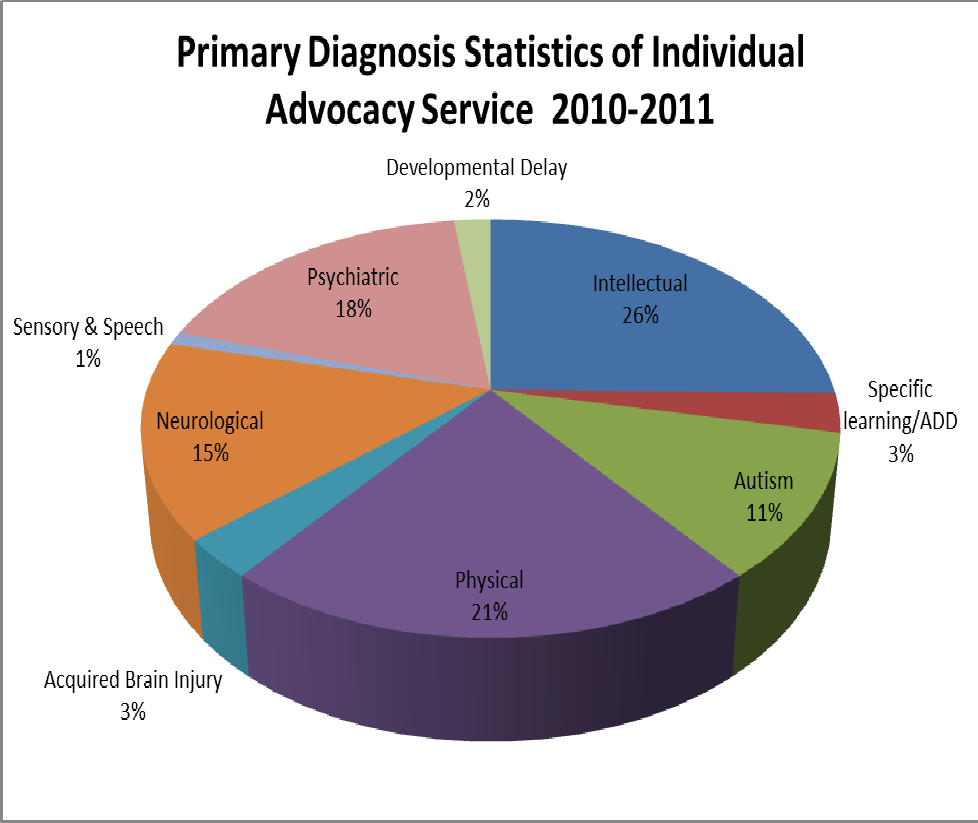 Primary Diagnosis Statistics of Individual
Advocacy Service 2010-2011
Developmental Delay
2%
Intellectual
26%
Specific
learning/ADD
3%
Autism
11%
Physical
21%
Acquired Brain Injury
3%
Neurological
15%
Sensory & Speech
1%
Psychiatric
18%